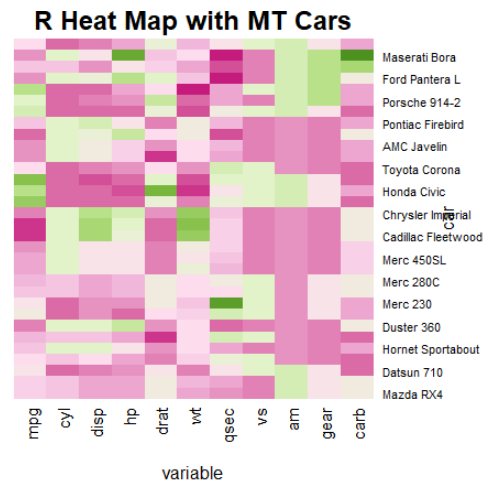 R Heat Map with MT Cars
Maserati Bora
Ford Pantera L
Porsche 914-2
Pontiac Firebird
AMC Javelin
Toyota Corona
Honda Civic
Chrysler Imperial
Cadillac Fleetwood
Merc 450SL
Merc 280C
Merc 230
Duster 360
Hornet Sportabout
Datsun 710
Mazda RX4
car
mpg
cyl
disp
hp
drat
wt
qsec
vs
am
gear
carb
variable